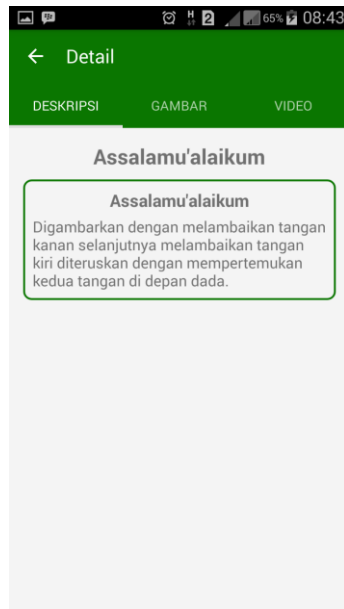 H 2 65% 08:43
Detail
DESKRIPSI GAMBAR VIDEO
Assalamu'alaikum
Assalamu'alaikum
Digambarkan dengan melambaikan tangan
kanan selanjutnya melambaikan tangan
kiri diteruskan dengan mempertemukan
kedua tangan di depan dada.